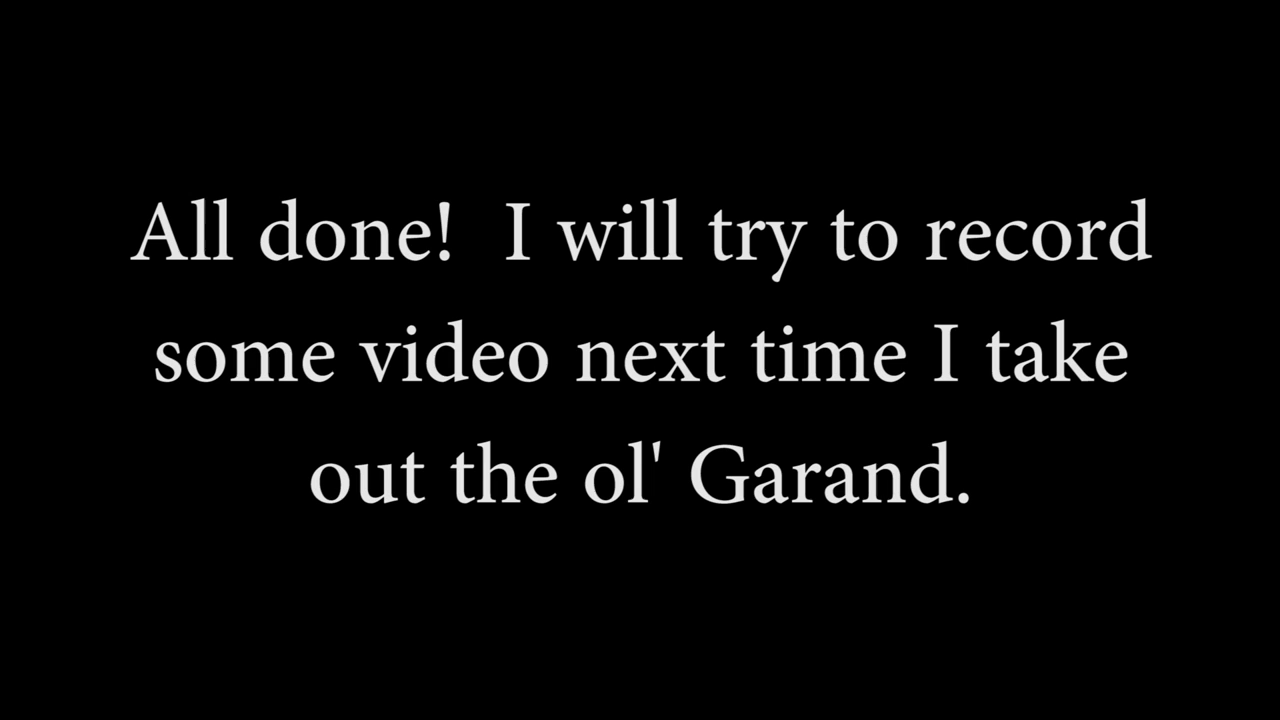 All done!  I will try to record
some video next time I take
out the ol' Garand.